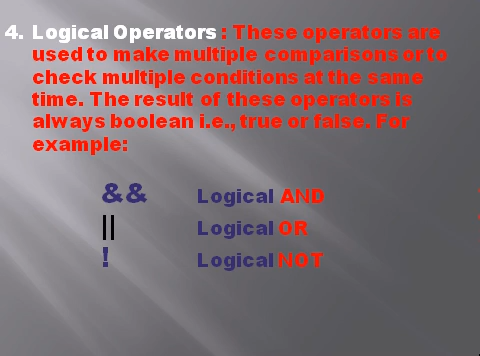 4. Logical Operators : These operators are
used to make multiple comparisons or to
check multiple conditions at the same
time. The result of these operators is
always boolean i.e., true or false. For
example:
&& Logical AND
|| Logical OR
! Logical NOT